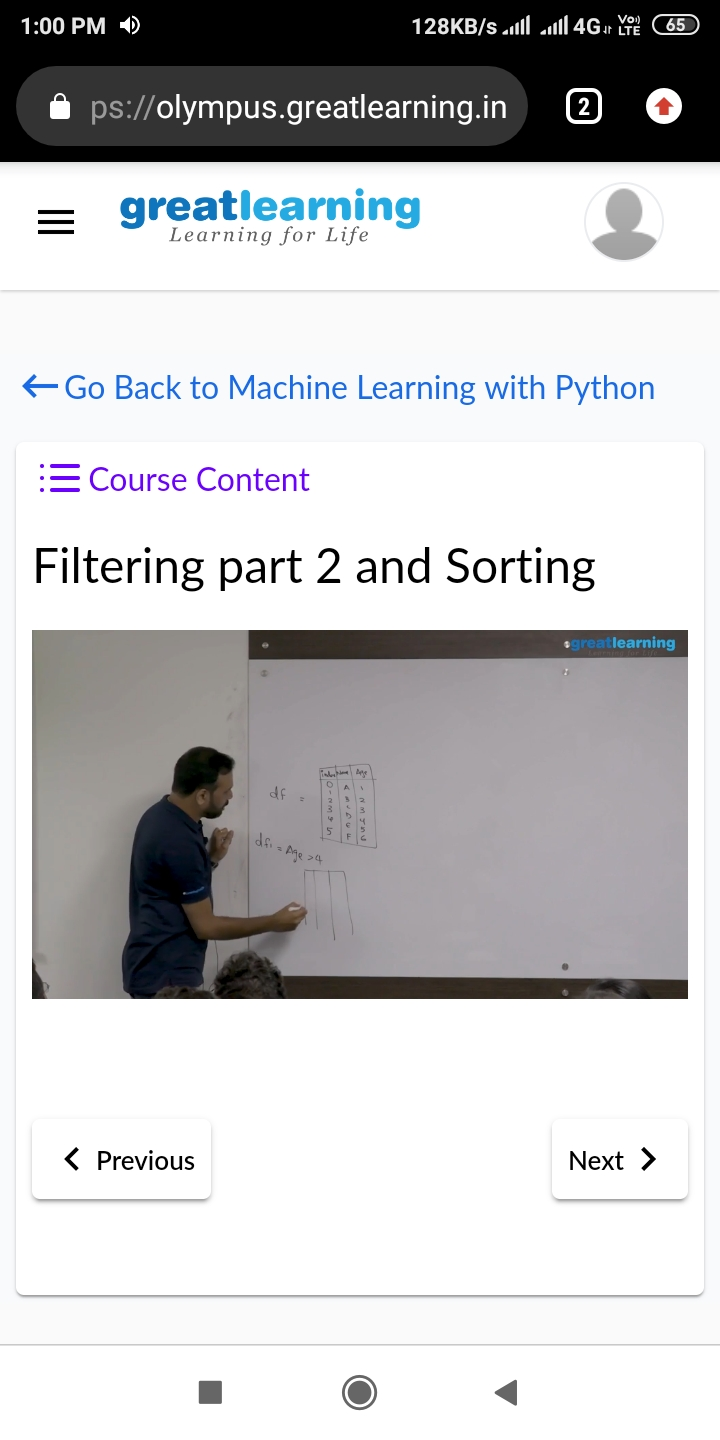 1:00 PM 128KB/s 4G Vo) LTE 65
ps://olympus.greatlearning.in 2
greatlearning
Learning for Life
Go Back to Machine Learning with Python
Course Content
Filtering part 2 and Sorting
greatlearning
df =
Age
0 A 1
1 2
2 3
3 4
4 5
5 F 6
df1 = Age >4
Previous
Next